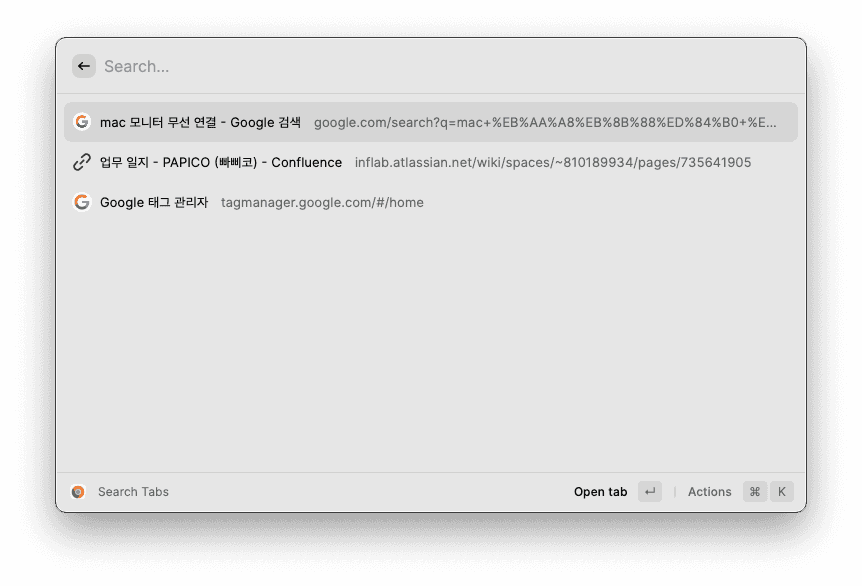 Search...
mac 모니터 무선 연결 - Google 검색 google.com/search?q=mac+%EB%AA%A8%EB%8B%88%ED%84%B0+%E...
업무 일지 - PAPICO (빠삐코) - Confluence inflab.atlassian.net/wiki/spaces/~810189934/pages/735641905
Google 태그 관리자 tagmanager.google.com/#/home
Search Tabs Open tab ↵ | Actions ⌘ K